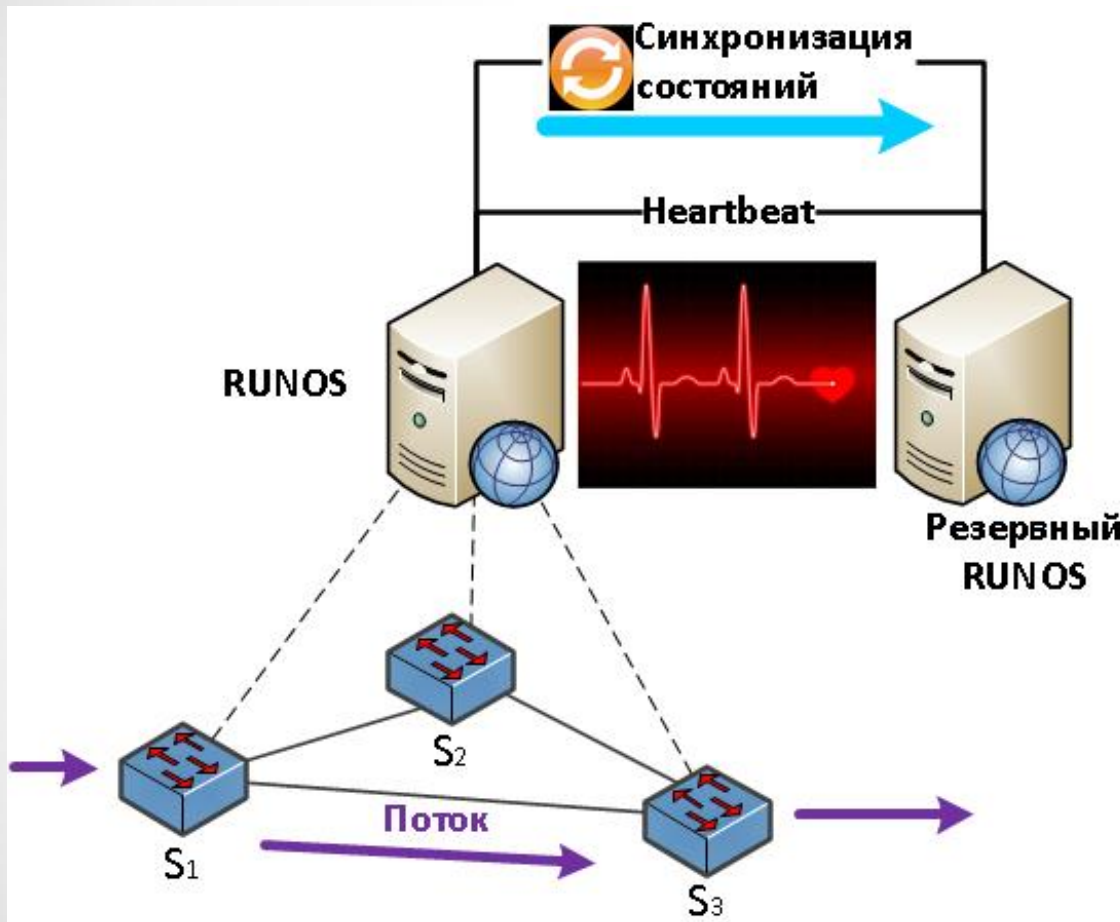 Синхронизация
состояний
Heartbeat
RUNOS
Резервный
RUNOS
S2
Поток
S1
S3